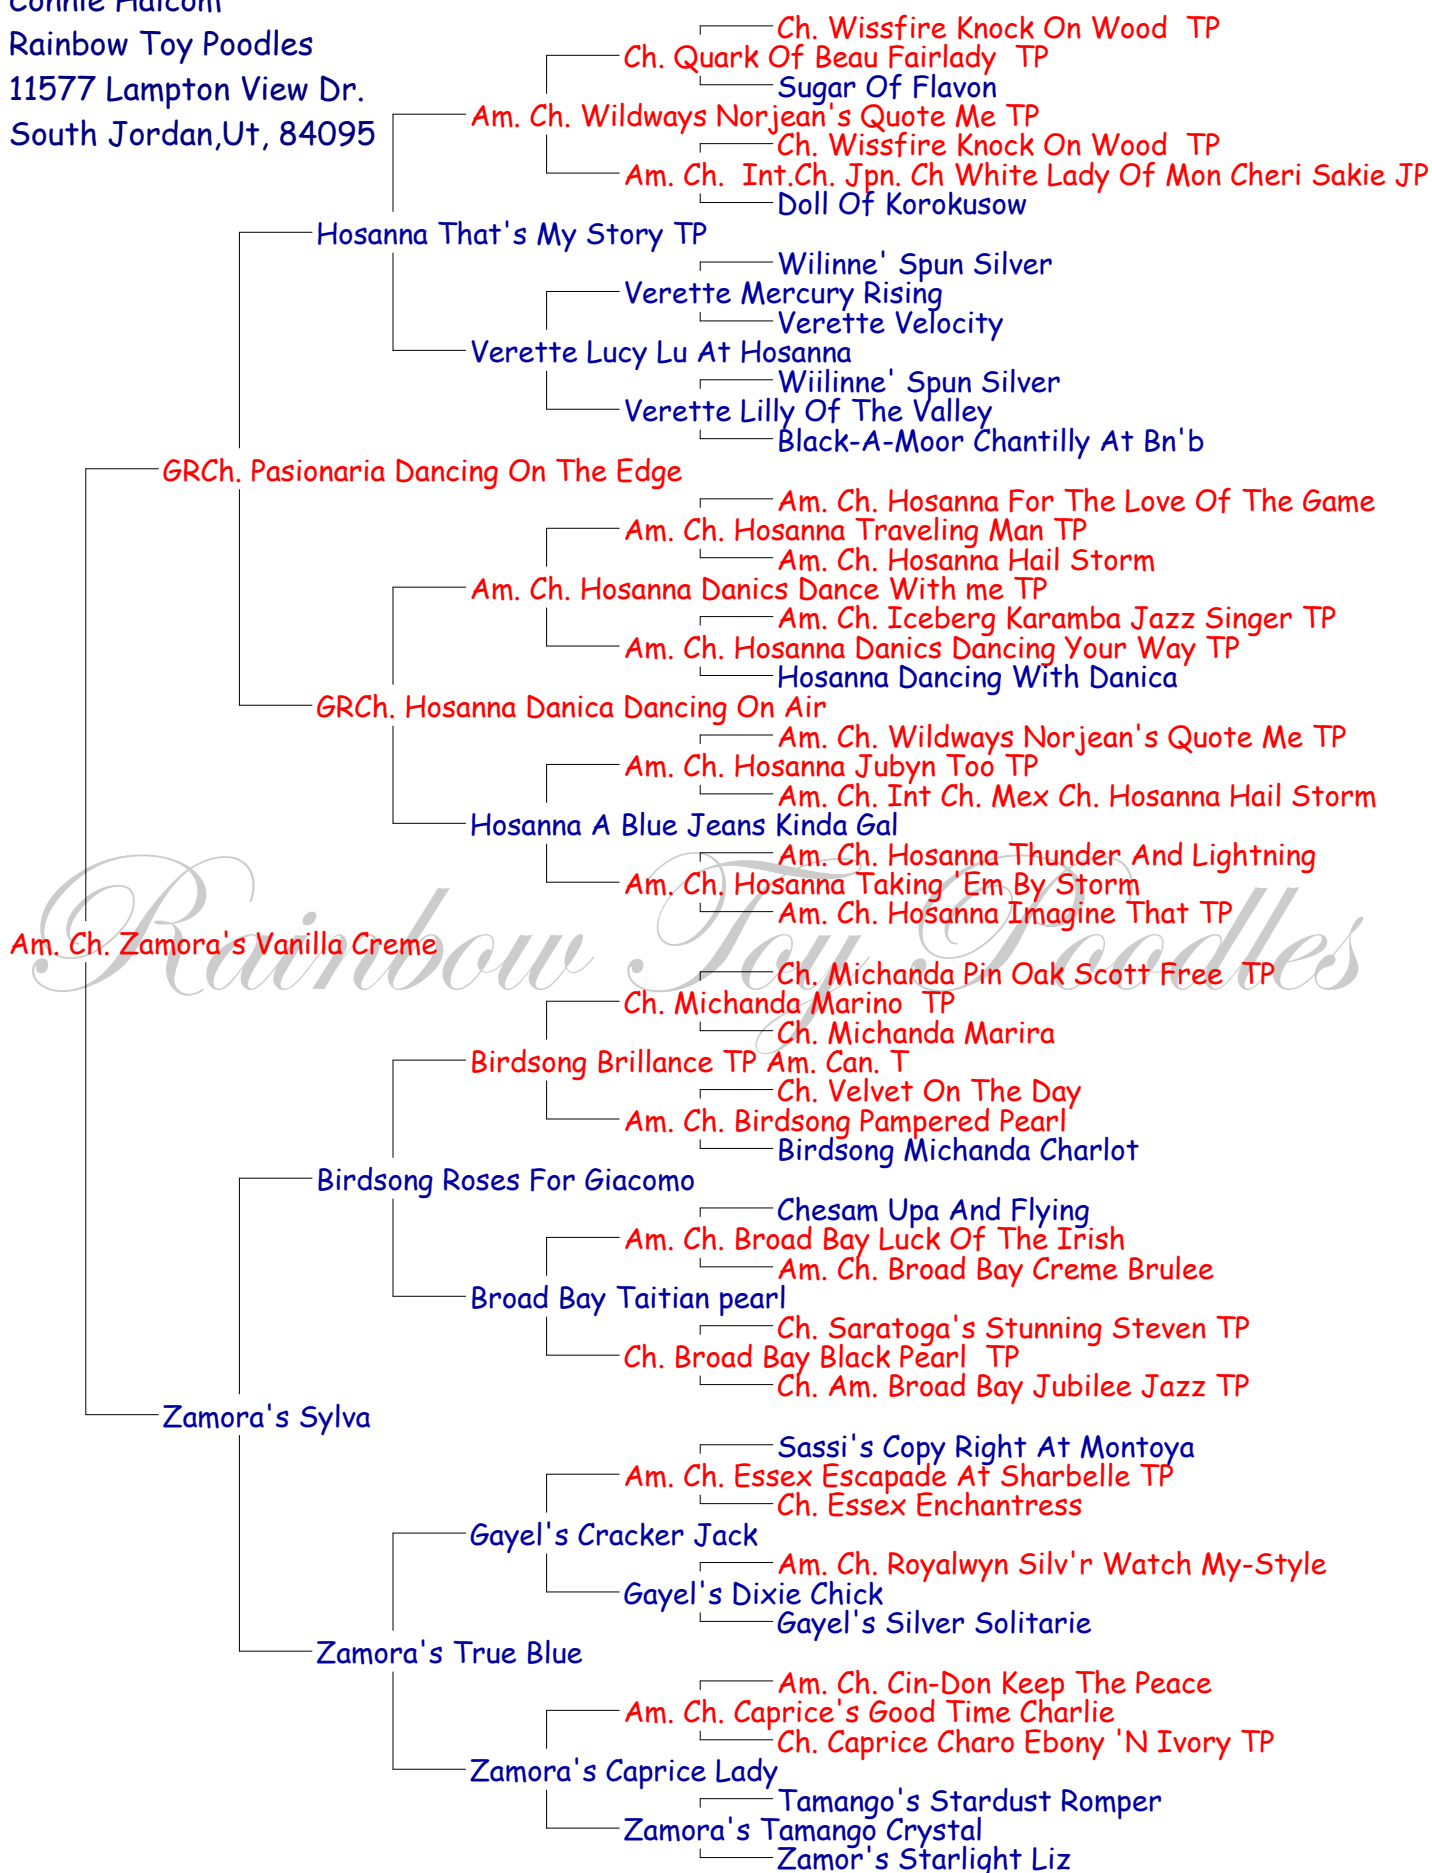 Connie Halcom
Rainbow Toy Poodles
11577 Lampton View Dr.
South Jordan,Ut, 84095
Ch. Wissfire Knock On Wood TP
Ch. Quark Of Beau Fairlady TP
Sugar Of Flavon
Am. Ch. Wildways Norjean's Quote Me TP
Ch. Wissfire Knock On Wood TP
Am. Ch. Int.Ch. Jpn. Ch White Lady Of Mon Cheri Sakie JP
Doll Of Korokusow
Hosanna That's My Story TP
Wilinne' Spun Silver
Verette Mercury Rising
Verette Velocity
Verette Lucy Lu At Hosanna
Wiilinne' Spun Silver
Verette Lilly Of The Valley
Black-A-Moor Chantilly At Bn'b
GRCh. Pasionaria Dancing On The Edge
Am. Ch. Hosanna For The Love Of The Game
Am. Ch. Hosanna Traveling Man TP
Am. Ch. Hosanna Hail Storm
Am. Ch. Hosanna Danics Dance With me TP
Am. Ch. Iceberg Karamba Jazz Singer TP
Am. Ch. Hosanna Danics Dancing Your Way TP
Hosanna Dancing With Danica
GRCh. Hosanna Danica Dancing On Air
Am. Ch. Wildways Norjean's Quote Me TP
Am. Ch. Hosanna Jubyn Too TP
Am. Ch. Int Ch. Mex Ch. Hosanna Hail Storm
Hosanna A Blue Jeans Kinda Gal
Am. Ch. Hosanna Thunder And Lightning
Am. Ch. Hosanna Taking 'Em By Storm
Am. Ch. Hosanna Imagine That TP
Am. Ch. Zamora's Vanilla Creme
Rainbow Toy Poodles
Ch. Michanda Pin Oak Scott Free TP
Ch. Michanda Marino TP
Ch. Michanda Marira
Birdsong Brillance TP Am. Can. T
Ch. Velvet On The Day
Am. Ch. Birdsong Pampered Pearl
Birdsong Michanda Charlot
Birdsong Roses For Giacomo
Chesam Upa And Flying
Am. Ch. Broad Bay Luck Of The Irish
Am. Ch. Broad Bay Creme Brulee
Broad Bay Taitian pearl
Ch. Saratoga's Stunning Steven TP
Ch. Broad Bay Black Pearl TP
Ch. Am. Broad Bay Jubilee Jazz TP
Zamora's Sylva
Sassi's Copy Right At Montoya
Am. Ch. Essex Escapade At Sharbelle TP
Ch. Essex Enchantress
Gayel's Cracker Jack
Am. Ch. Royalwyn Silv'r Watch My-Style
Gayel's Dixie Chick
Gayel's Silver Solitarie
Zamora's True Blue
Am. Ch. Cin-Don Keep The Peace
Am. Ch. Caprice's Good Time Charlie
Ch. Caprice Charo Ebony 'N Ivory TP
Zamora's Caprice Lady
Tamango's Stardust Romper
Zamora's Tamango Crystal
Zamor's Starlight Liz